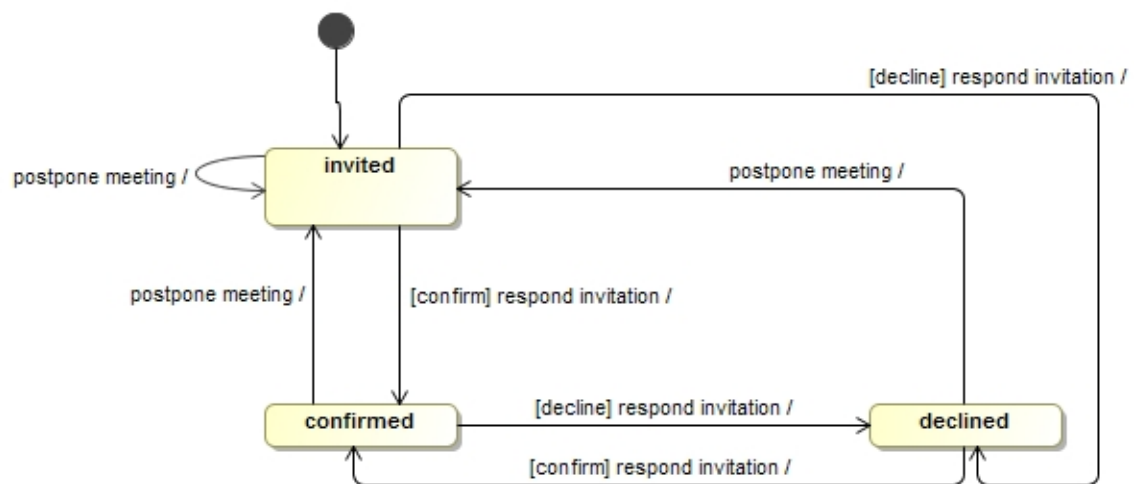 [decline] respond invitation /
invited
postpone meeting /
postpone meeting /
postpone meeting /
[confirm] respond invitation /
confirmed
[decline] respond invitation /
declined
[confirm] respond invitation /